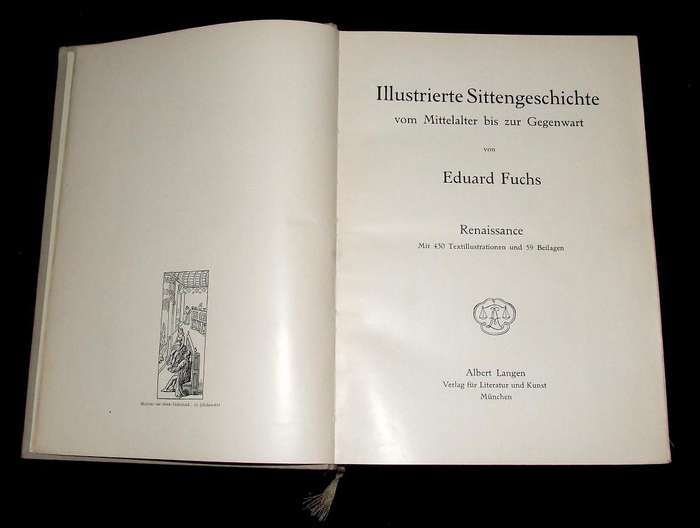 Illustrierte Sittengeschichte
vom Mittelalter bis zur Gegenwart
von
Eduard Fuchs
Renaissance
Mit 430 Textillustrationen und 59 Beilagen
Albert Langen
Verlag für Literatur und Kunst
München